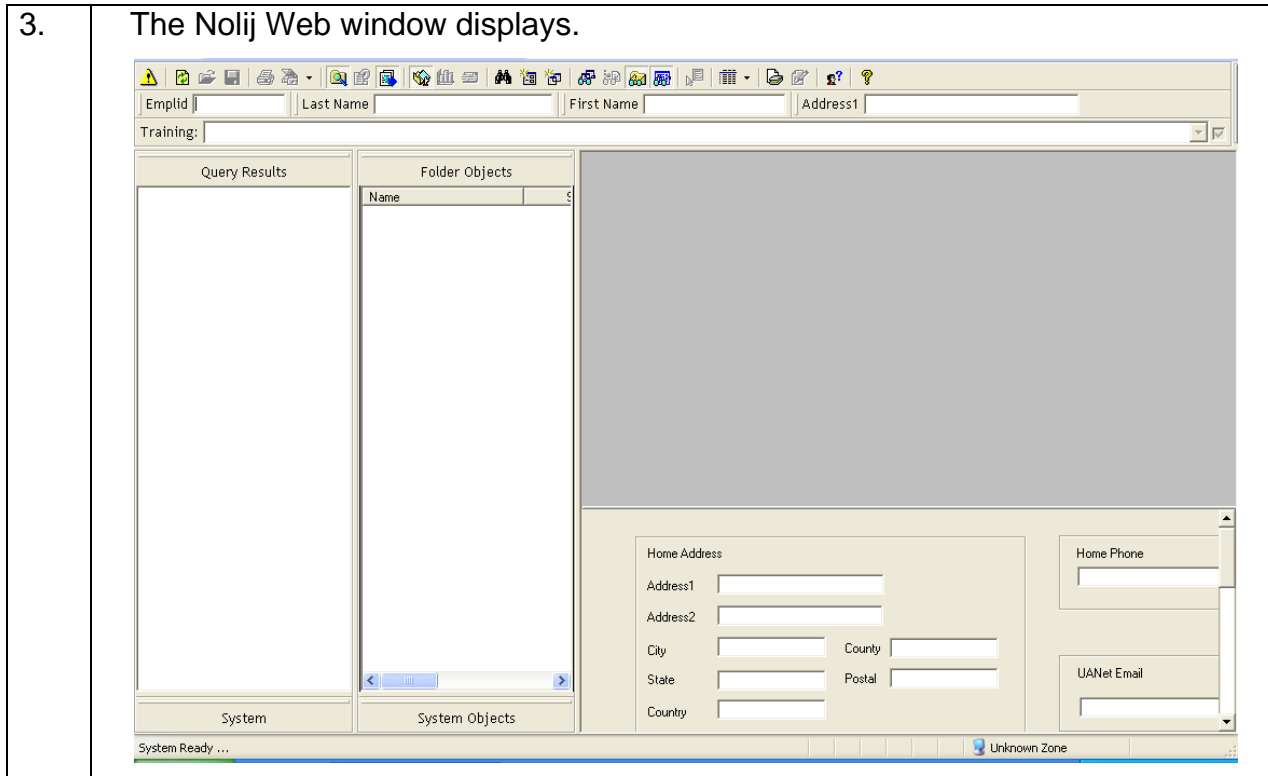 3. The Nolij Web window displays.
Emplid Last Name First Name Address1
Training:
Query Results Folder Objects
Name S
Home Address Home Phone
Address1
Address2
City County
State Postal UANet Email
Country
System System Objects
System Ready ... Unknown Zone